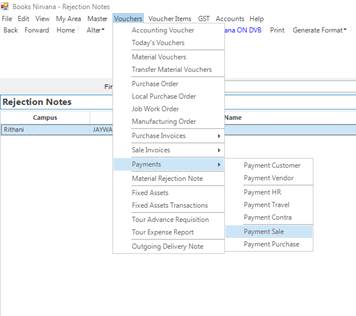 Books Nirvana - Rejection Notes
File Edit View My Area Master Vouchers Voucher Items GST Accounts Help
Back Forward Home Alter Accounting Voucher ana ON DVB Print Generate Format
Today's Vouchers
Material Vouchers
Transfer Material Vouchers
Purchase Order
Fin Local Purchase Order
Rejection Notes Job Work Order
Manufacturing Order
Campus Name
Rithani JAYWA Purchase Invoices
Sale Invoices
Payments Payment Customer
Material Rejection Note Payment Vendor
Fixed Assets Payment HR
Fixed Assets Transactions Payment Travel
Tour Advance Requisition Payment Contra
Tour Expense Report Payment Sale
Outgoing Delivery Note Payment Purchase